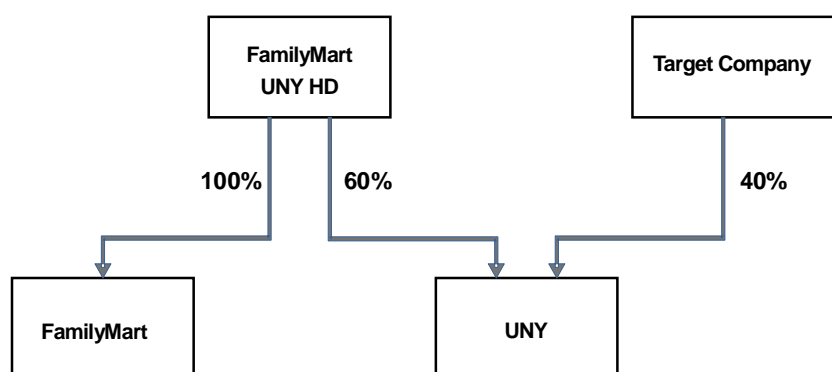 FamilyMart
UNY HD
Target Company
100%
60%
40%
FamilyMart
UNY